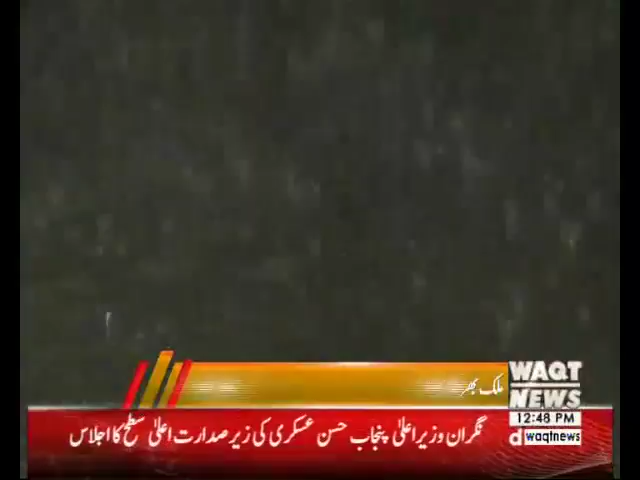 ملک بھر
WAQT
NEWS
12:48 PM
نگران وزیراعلیٰ پنجاب حسن عسکری کی زیر صدارت اعلیٰ سطح کا اجلاس
d waqtnews